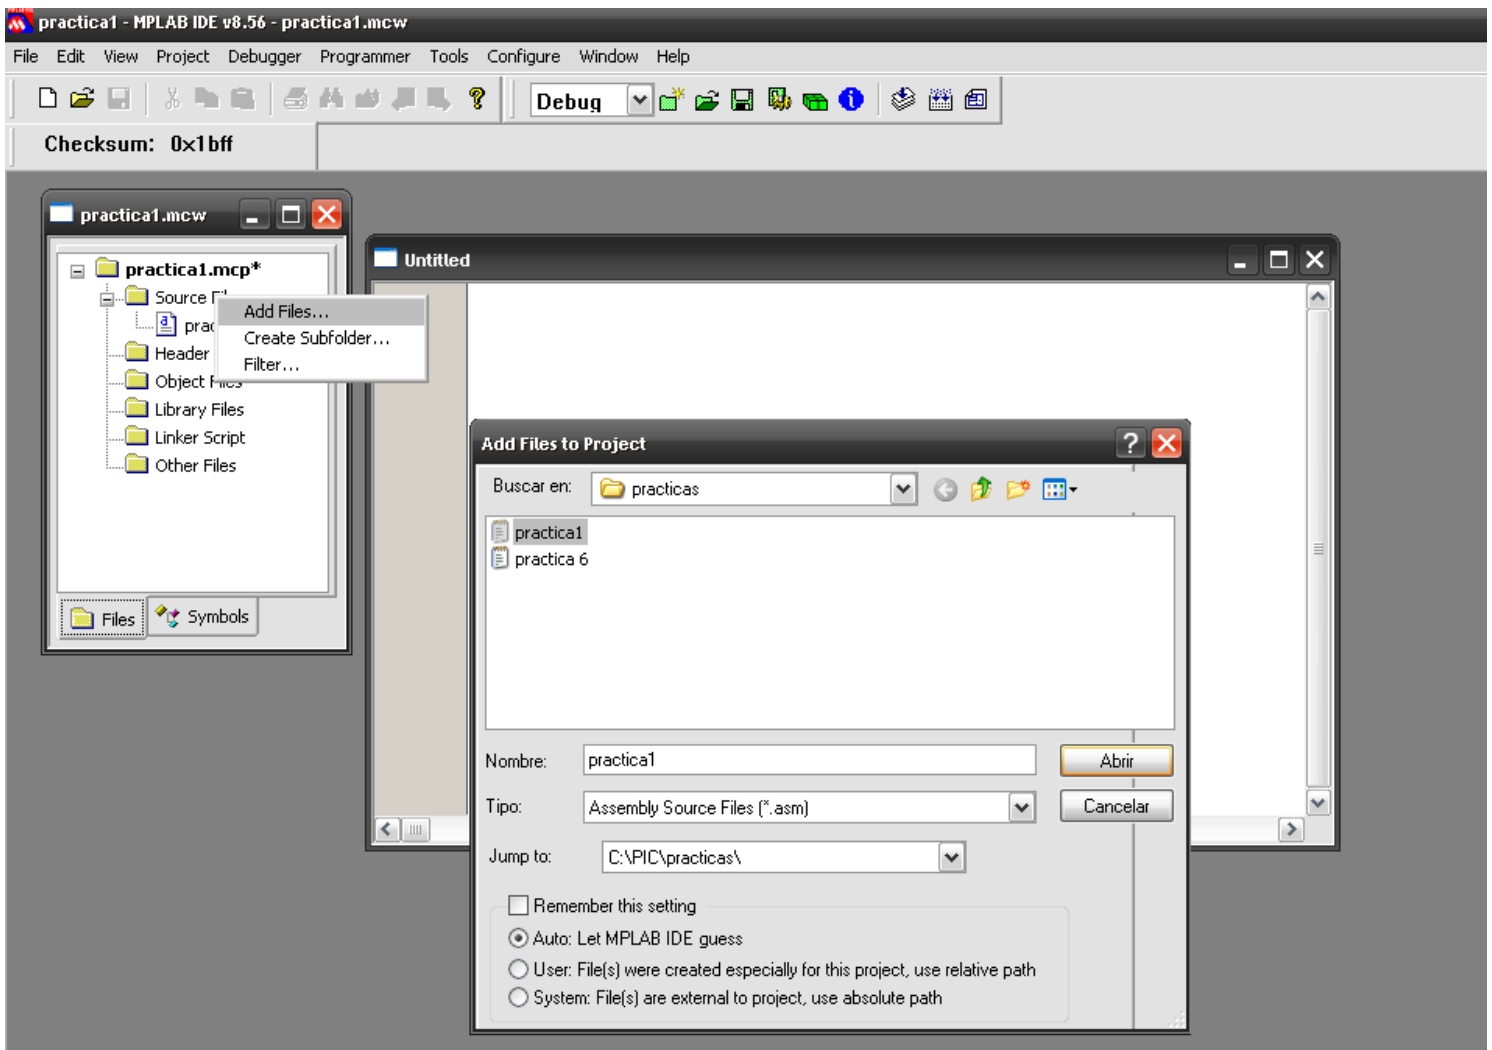 practica1 - MPLAB IDE v8.56 - practica1.mcw
File Edit View Project Debugger Programmer Tools Configure Window Help
Debug
Checksum: 0x1bff
practica1.mcw
practica1.mcp*
Source
Add Files...
Create Subfolder...
Filter...
Header
Object Files
Library Files
Linker Script
Other Files
Files Symbols
Untitled
Add Files to Project
Buscar en: practicas
practica1
practica 6
Nombre: practica1 Abrir
Tipo: Assembly Source Files (*.asm) Cancelar
Jump to: C:\PIC\practicas\
Remember this setting
Auto: Let MPLAB IDE guess
User: File(s) were created especially for this project, use relative path
System: File(s) are external to project, use absolute path